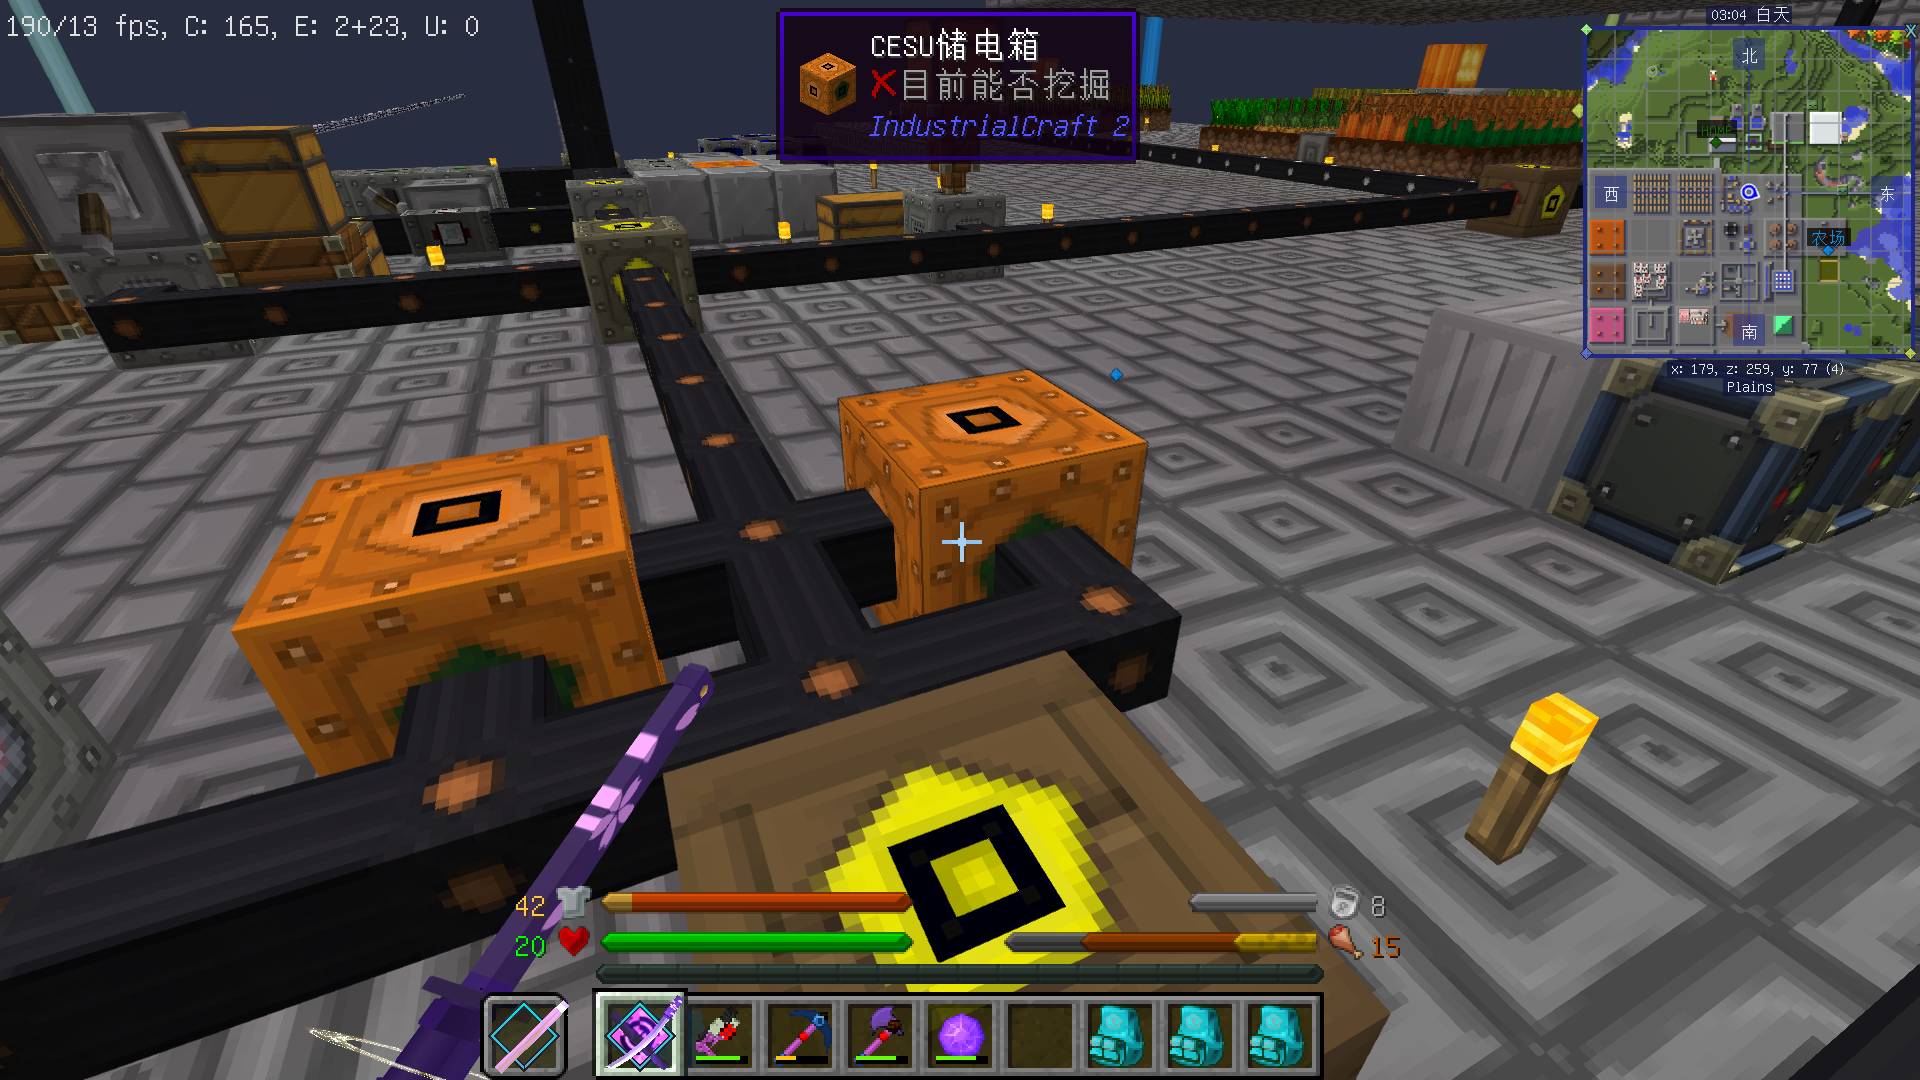 190/13 fps, C: 165, E: 2+23, U: 0
CESU储电箱
✗目前能否挖掘
IndustrialCraft 2
03:04 白天
X
北
HOME
西
东
农场
南
x: 179, z: 259, y: 77 (4)
Plains
42
8
20
15